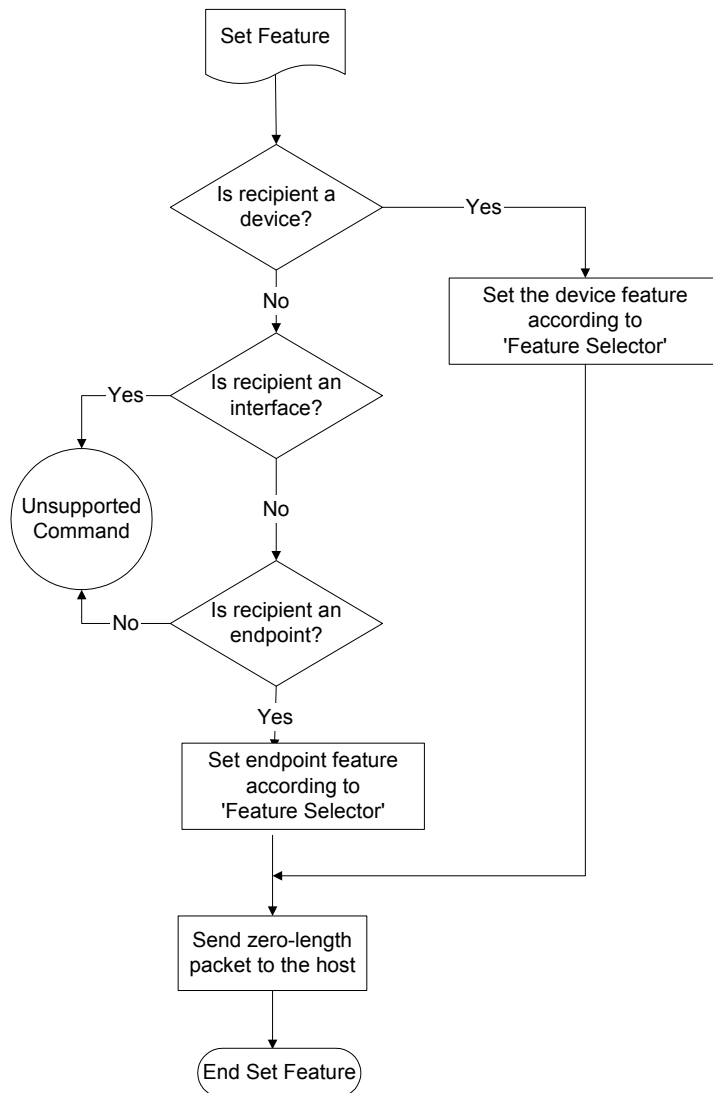 Set Feature
Is recipient a
device?
Yes
No
Set the device feature
according to
'Feature Selector'
Is recipient an
interface?
Yes
Unsupported
Command
No
Is recipient an
endpoint?
No
Yes
Set endpoint feature
according to
'Feature Selector'
Send zero-length
packet to the host
End Set Feature